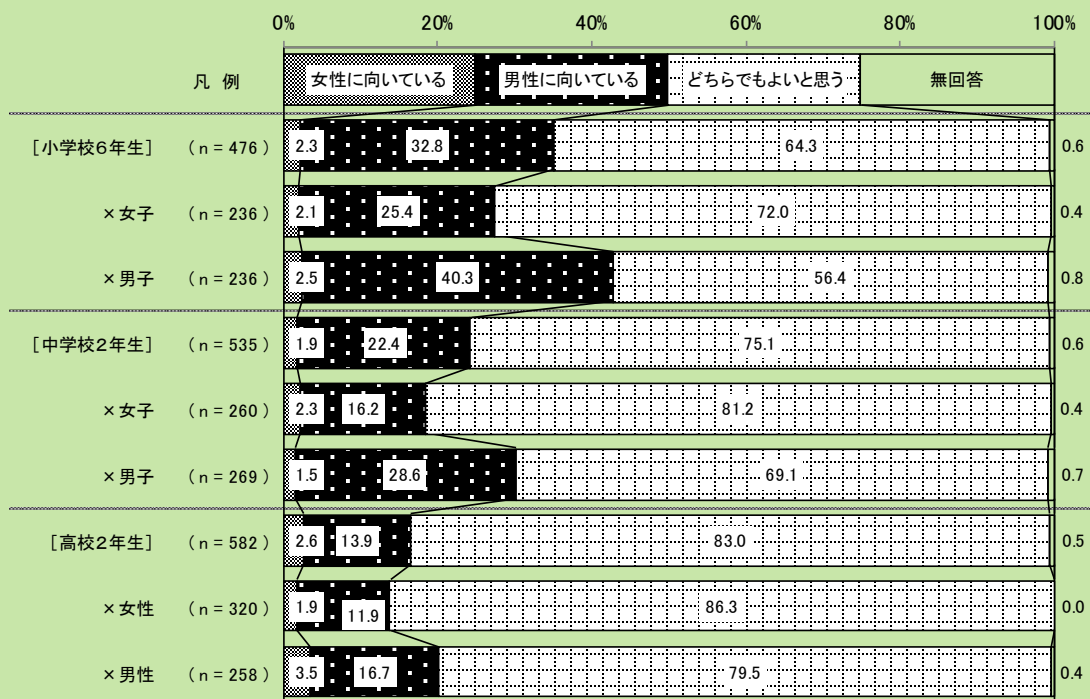 0% 20% 40% 60% 80% 100%
凡 例 女性に向いている 男性に向いている どちらでもよいと思う 無回答
［小学校6年生］ (n=476) 2.3 32.8 64.3 0.6
×女子 (n=236) 2.1 25.4 72.0 0.4
×男子 (n=236) 2.5 40.3 56.4 0.8
［中学校2年生］ (n=535) 1.9 22.4 75.1 0.6
×女子 (n=260) 2.3 16.2 81.2 0.4
×男子 (n=269) 1.5 28.6 69.1 0.7
［高校2年生］ (n=582) 2.6 13.9 83.0 0.5
×女性 (n=320) 1.9 11.9 86.3 0.0
×男性 (n=258) 3.5 16.7 79.5 0.4